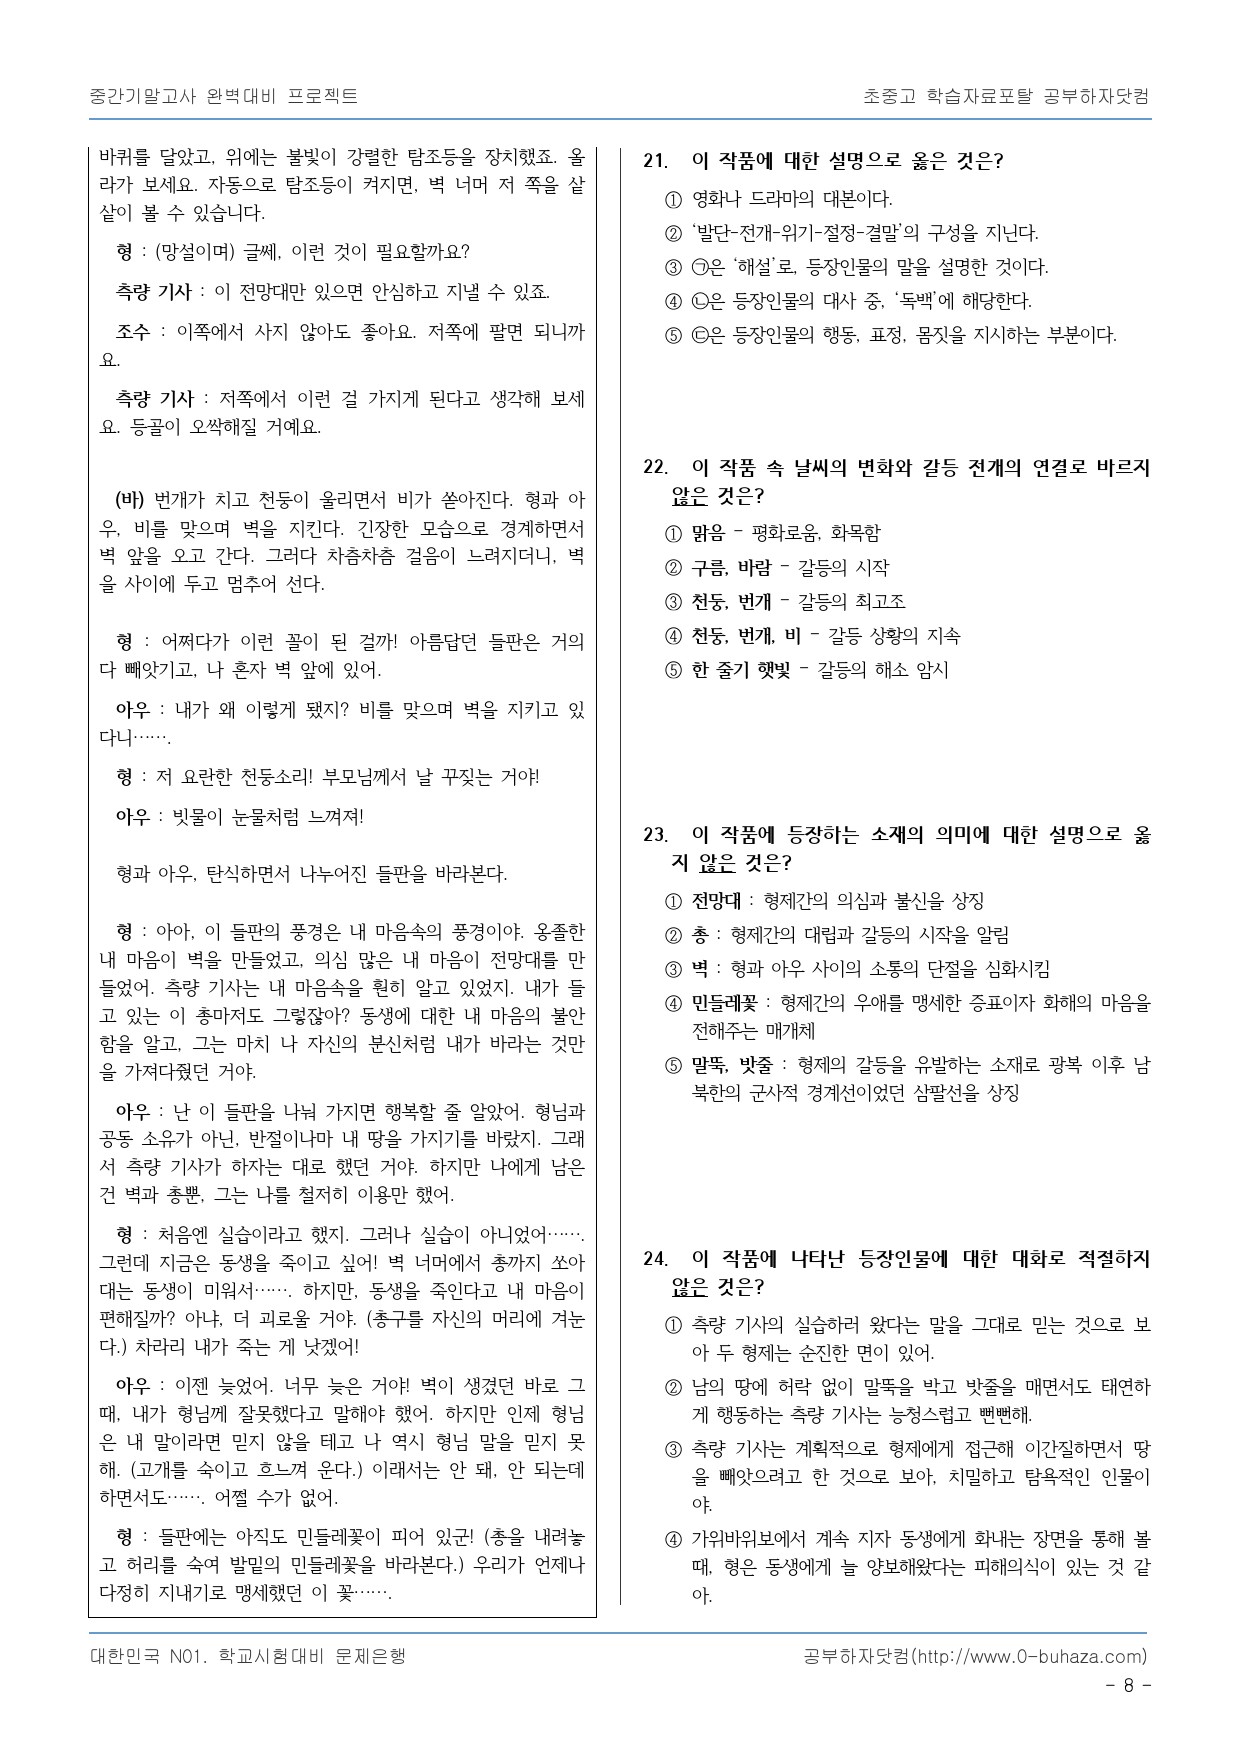 중간기말고사 완벽대비 프로젝트
초중고 학습자료포탈 공부하자닷컴
바퀴를 달았고, 위에는 불빛이 강렬한 탐조등을 장치했죠. 올
라가 보세요. 자동으로 탐조등이 켜지면, 벽 너머 저 쪽을 샅
샅이 볼 수 있습니다.
형 : (망설이며) 글쎄, 이런 것이 필요할까요?
측량 기사 : 이 전망대만 있으면 안심하고 지낼 수 있죠.
조수 : 이쪽에서 사지 않아도 좋아요. 저쪽에 팔면 되니까
요.
측량 기사 : 저쪽에서 이런 걸 가지게 된다고 생각해 보세
요. 등골이 오싹해질 거예요.
(바) 번개가 치고 천둥이 울리면서 비가 쏟아진다. 형과 아
우, 비를 맞으며 벽을 지킨다. 긴장한 모습으로 경계하면서
벽 앞을 오고 간다. 그러다 차츰차츰 걸음이 느려지더니, 벽
을 사이에 두고 멈추어 선다.
형 : 어쩌다가 이런 꼴이 된 걸까! 아름답던 들판은 거의
다 빼앗기고, 나 혼자 벽 앞에 있어.
아우 : 내가 왜 이렇게 됐지? 비를 맞으며 벽을 지키고 있
다니…….
형 : 저 요란한 천둥소리! 부모님께서 날 꾸짖는 거야!
아우 : 빗물이 눈물처럼 느껴져!
형과 아우, 탄식하면서 나누어진 들판을 바라본다.
형 : 아아, 이 들판의 풍경은 내 마음속의 풍경이야. 옹졸한
내 마음이 벽을 만들었고, 의심 많은 내 마음이 전망대를 만
들었어. 측량 기사는 내 마음속을 훤히 알고 있었지. 내가 들
고 있는 이 총마저도 그렇잖아? 동생에 대한 내 마음의 불안
함을 알고, 그는 마치 나 자신의 분신처럼 내가 바라는 것만
을 가져다줬던 거야.
아우 : 난 이 들판을 나눠 가지면 행복할 줄 알았어. 형님과
공동 소유가 아닌, 반절이나마 내 땅을 가지기를 바랐지. 그래
서 측량 기사가 하자는 대로 했던 거야. 하지만 나에게 남은
건 벽과 총뿐, 그는 나를 철저히 이용만 했어.
형 : 처음엔 실습이라고 했지. 그러나 실습이 아니었어…….
그런데 지금은 동생을 죽이고 싶어! 벽 너머에서 총까지 쏘아
대는 동생이 미워서……. 하지만, 동생을 죽인다고 내 마음이
편해질까? 아냐, 더 괴로울 거야. (총구를 자신의 머리에 겨눈
다.) 차라리 내가 죽는 게 낫겠어!
아우 : 이젠 늦었어. 너무 늦은 거야! 벽이 생겼던 바로 그
때, 내가 형님께 잘못했다고 말해야 했어. 하지만 인제 형님
은 내 말이라면 믿지 않을 테고 나 역시 형님 말을 믿지 못
해. (고개를 숙이고 흐느껴 운다.) 이래서는 안 돼, 안 되는데
하면서도……. 어쩔 수가 없어.
형 : 들판에는 아직도 민들레꽃이 피어 있군! (총을 내려놓
고 허리를 숙여 발밑의 민들레꽃을 바라본다.) 우리가 언제나
다정히 지내기로 맹세했던 이 꽃…….
21. 이 작품에 대한 설명으로 옳은 것은?
① 영화나 드라마의 대본이다.
② ‘발단-전개-위기-절정-결말’의 구성을 지닌다.
③ ㉠은 ‘해설’로, 등장인물의 말을 설명한 것이다.
④ ㉡은 등장인물의 대사 중, ‘독백’에 해당한다.
⑤ ㉢은 등장인물의 행동, 표정, 몸짓을 지시하는 부분이다.
22. 이 작품 속 날씨의 변화와 갈등 전개의 연결로 바르지
않은 것은?
① 맑음 - 평화로움, 화목함
② 구름, 바람 - 갈등의 시작
③ 천둥, 번개 - 갈등의 최고조
④ 천둥, 번개, 비 - 갈등 상황의 지속
⑤ 한 줄기 햇빛 - 갈등의 해소 암시
23. 이 작품에 등장하는 소재의 의미에 대한 설명으로 옳
지 않은 것은?
① 전망대 : 형제간의 의심과 불신을 상징
② 총 : 형제간의 대립과 갈등의 시작을 알림
③ 벽 : 형과 아우 사이의 소통의 단절을 심화시킴
④ 민들레꽃 : 형제간의 우애를 맹세한 증표이자 화해의 마음을
전해주는 매개체
⑤ 말뚝, 밧줄 : 형제의 갈등을 유발하는 소재로 광복 이후 남
북한의 군사적 경계선이었던 삼팔선을 상징
24. 이 작품에 나타난 등장인물에 대한 대화로 적절하지
않은 것은?
① 측량 기사의 실습하러 왔다는 말을 그대로 믿는 것으로 보
아 두 형제는 순진한 면이 있어.
② 남의 땅에 허락 없이 말뚝을 박고 밧줄을 매면서도 태연하
게 행동하는 측량 기사는 능청스럽고 뻔뻔해.
③ 측량 기사는 계획적으로 형제에게 접근해 이간질하면서 땅
을 빼앗으려고 한 것으로 보아, 치밀하고 탐욕적인 인물이
야.
④ 가위바위보에서 계속 지자 동생에게 화내는 장면을 통해 볼
때, 형은 동생에게 늘 양보해왔다는 피해의식이 있는 것 같
아.
대한민국 NO1. 학교시험대비 문제은행
공부하자닷컴(http://www.0-buhaza.com)
- 8 -